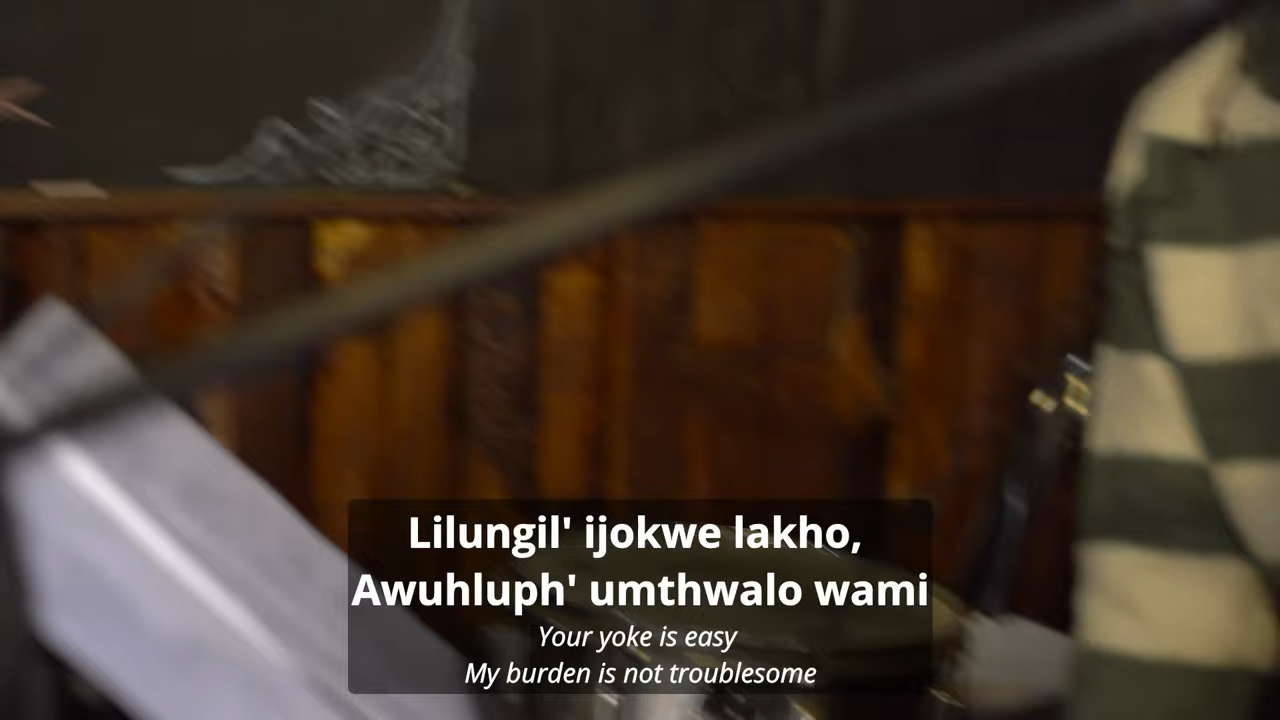 Lilungil' ijokwe lakho,
Awuhluph' umthwalo wami
Your yoke is easy
My burden is not troublesome